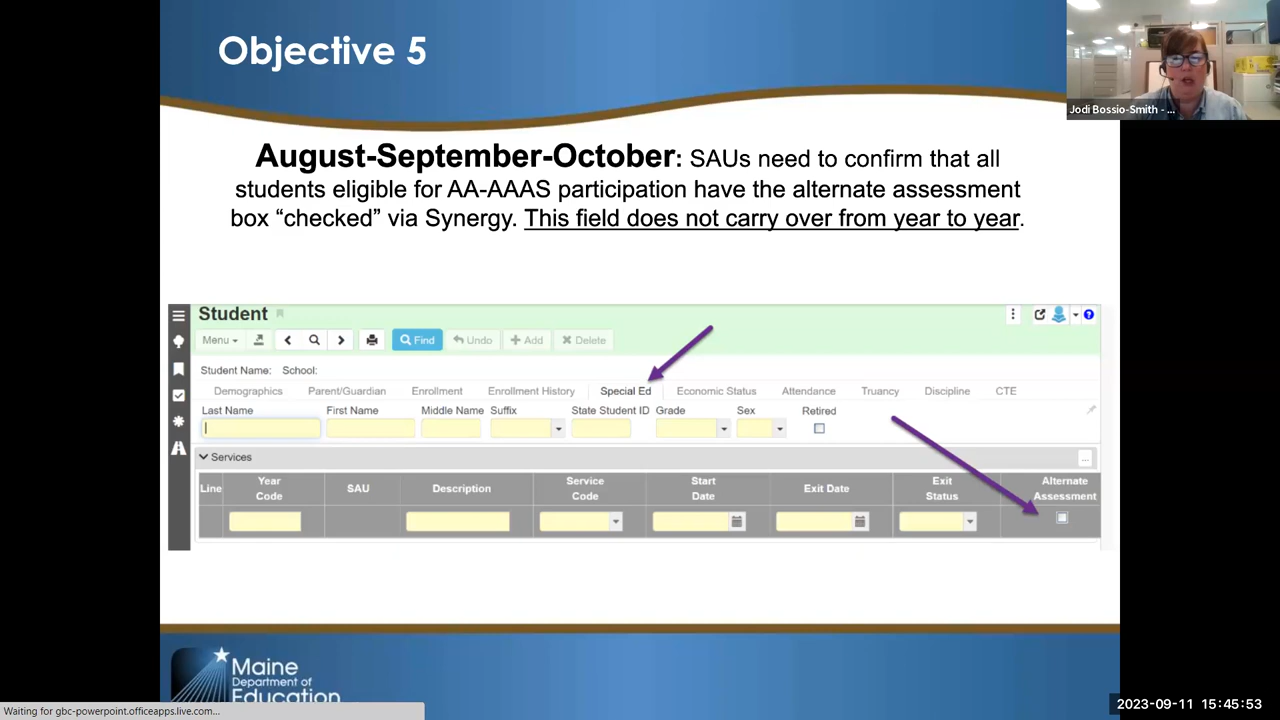 Objective 5
Jodi Bossio-Smith - ...
August-September-October: SAUs need to confirm that all
students eligible for AA-AAAS participation have the alternate assessment
box “checked” via Synergy. This field does not carry over from year to year.
Student
Menu Find Undo Add Delete
Student Name: School:
Demographics Parent/Guardian Enrollment Enrollment History Special Ed Economic Status Attendance Truancy Discipline CTE
Last Name First Name Middle Name Suffix State Student ID Grade Sex Retired
Services ...
Line Year Code SAU Description Service Code Start Date Exit Date Exit Status Alternate Assessment
Maine
Department of
Education
Waiting for gbc-powerpoint.officeapps.live.com...
2023-09-11 15:45:53